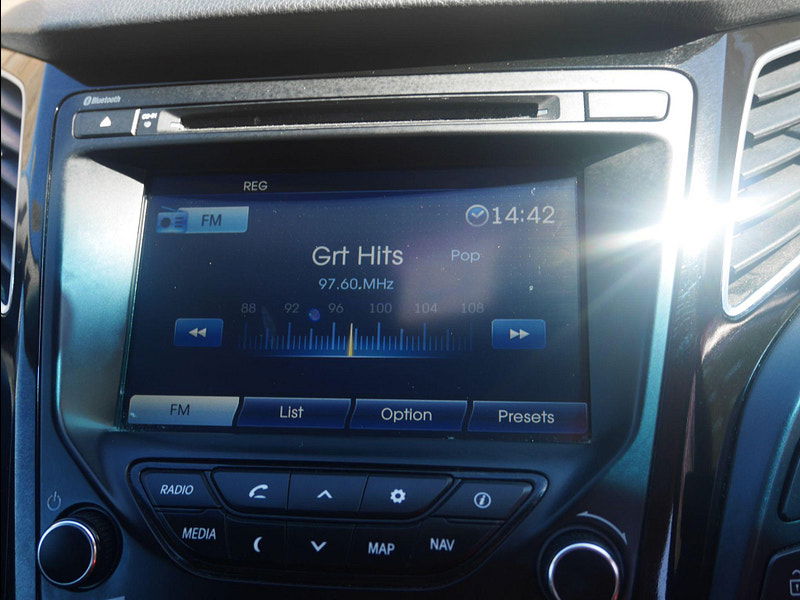 Bluetooth
REG
FM
14:42
Grt Hits
Pop
97.60.MHz
88 92 96 100 104 108
FM List Option Presets
RADIO
MEDIA MAP NAV